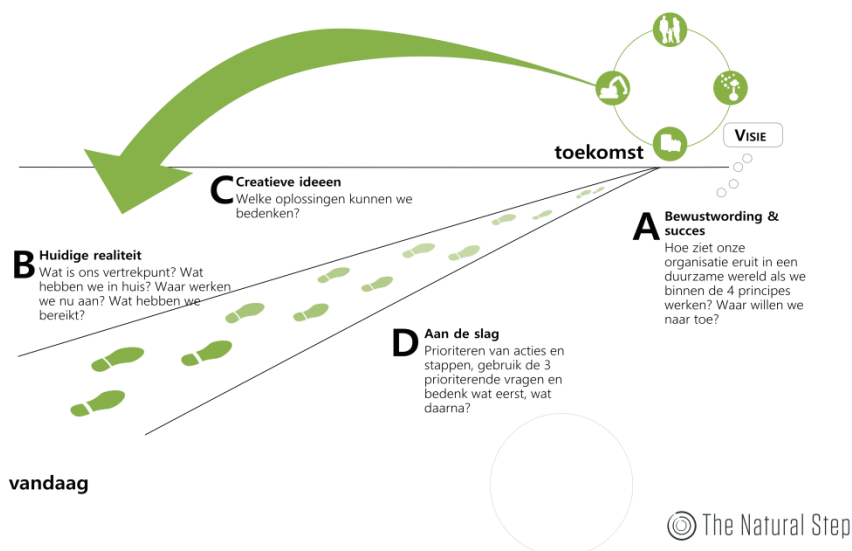 VISIE
toekomst
A
Bewustwording &
succes
Hoe ziet onze
organisatie eruit in een
duurzame wereld als we
binnen de 4 principes
werken? Waar willen we
naar toe?
B
Huidige realiteit
Wat is ons vertrekpunt? Wat
hebben we in huis? Waar werken
we nu aan? Wat hebben we
bereikt?
C
Creatieve ideeen
Welke oplossingen kunnen we
bedenken?
D
Aan de slag
Prioriteren van acties en
stappen, gebruik de 3
prioriterende vragen en
bedenk wat eerst, wat
daarna?
vandaag
The Natural Step